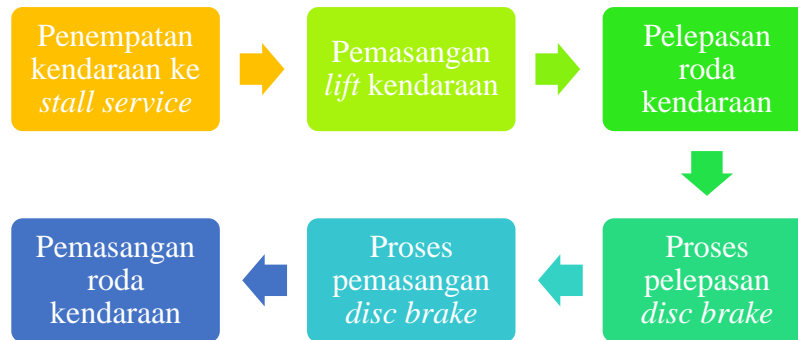 Penempatan
kendaraan ke
stall service
Pemasangan
lift kendaraan
Pelepasan
roda
kendaraan
Proses
pelepasan
disc brake
Proses
pemasangan
disc brake
Pemasangan
roda
kendaraan